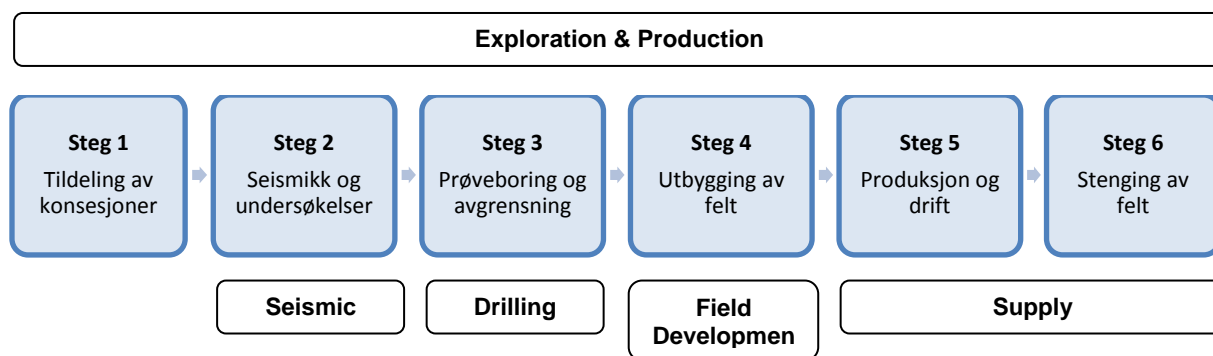 Exploration & Production
Steg 1
Tildeling av
konsesjoner
Steg 2
Seismikk og
undersøkelser
Steg 3
Prøveboring og
avgrensning
Steg 4
Utbygging av
felt
Steg 5
Produksjon og
drift
Steg 6
Stenging av
felt
Seismic
Drilling
Field
Developmen
Supply